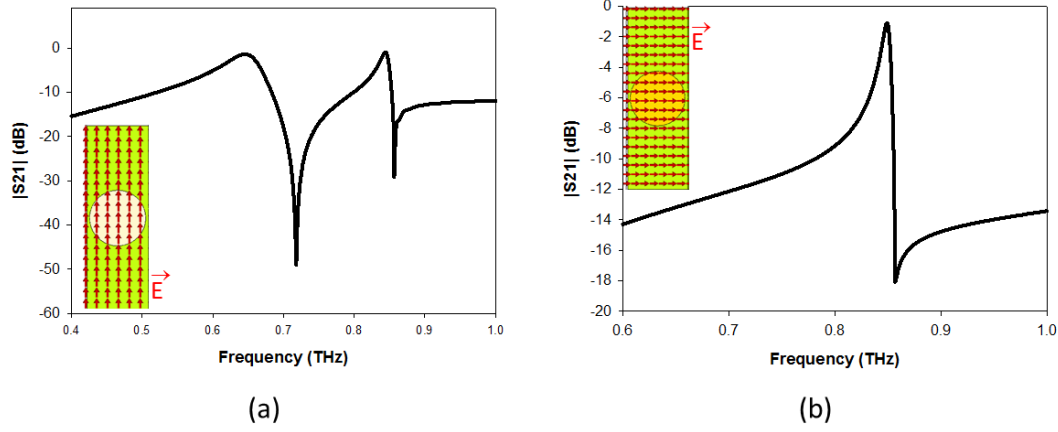 0
-10
-20
-30
-40
-50
-60
|S21| (dB)
E
0.4 0.5 0.6 0.7 0.8 0.9 1.0
Frequency (THz)
(a)
0
-2
-4
-6
-8
-10
-12
-14
-16
-18
-20
|S21| (dB)
E
0.6 0.7 0.8 0.9 1.0
Frequency (THz)
(b)